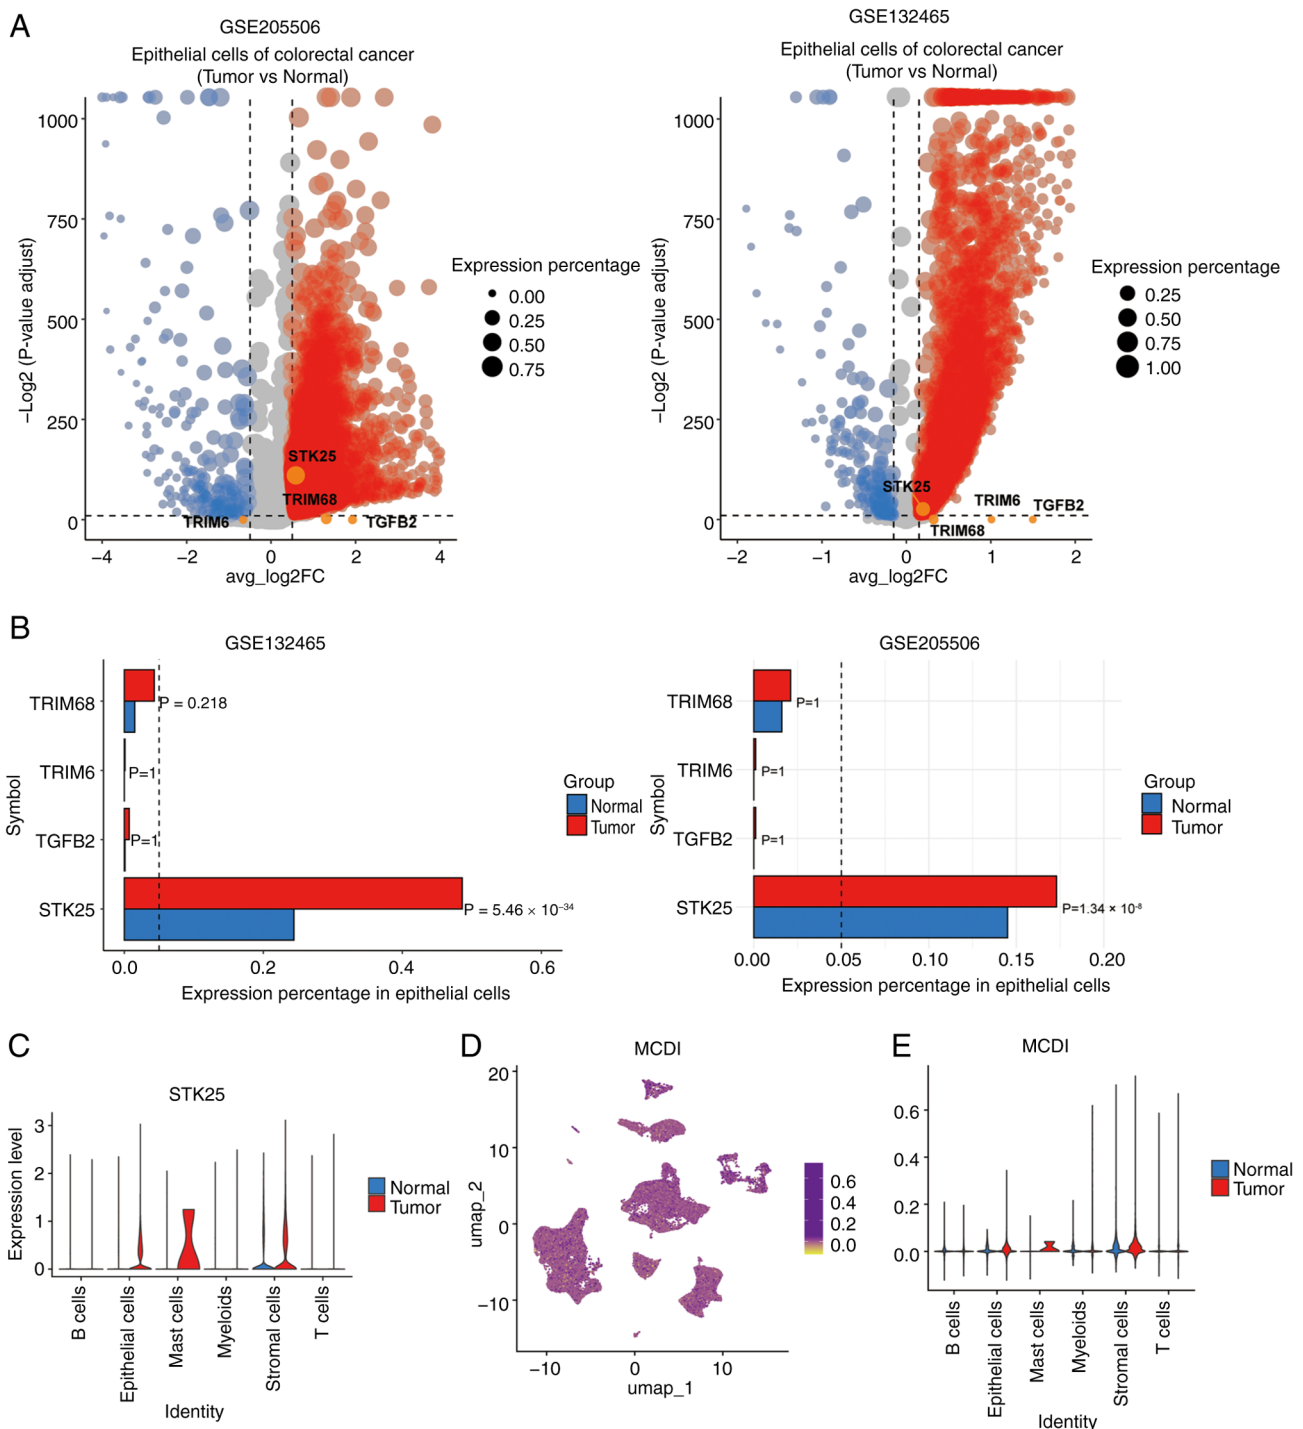 A
GSE205506
Epithelial cells of colorectal cancer
(Tumor vs Normal)
−Log2 (P-value adjust)
1000
750
500
250
0
STK25
TRIM68
TRIM6
TGFB2
−4
−2
0
2
4
avg_log2FC
Expression percentage
0.00
0.25
0.50
0.75
GSE132465
Epithelial cells of colorectal cancer
(Tumor vs Normal)
−Log2 (P-value adjust)
1000
750
500
250
0
STK25
TRIM6
TGFB2
TRIM68
−2
−1
0
1
2
avg_log2FC
Expression percentage
0.25
0.50
0.75
1.00
B
GSE132465
Symbol
TRIM68
P = 0.218
TRIM6
P=1
TGFB2
P=1
STK25
P = 5.46 × 10⁻³⁴
0.0
0.2
0.4
0.6
Expression percentage in epithelial cells
Group
Normal
Tumor
GSE205506
Symbol
TRIM68
P=1
TRIM6
P=1
TGFB2
P=1
STK25
P=1.34 × 10⁻⁸
0.00
0.05
0.10
0.15
0.20
Expression percentage in epithelial cells
Group
Normal
Tumor
C
STK25
Expression level
3
2
1
0
B cells
Epithelial cells
Mast cells
Myeloids
Stromal cells
T cells
Identity
Normal
Tumor
D
MCDI
umap_2
20
10
0
−10
−10
0
10
umap_1
0.6
0.4
0.2
0.0
E
MCDI
0.6
0.4
0.2
0.0
B cells
Epithelial cells
Mast cells
Myeloids
Stromal cells
T cells
Identity
Normal
Tumor